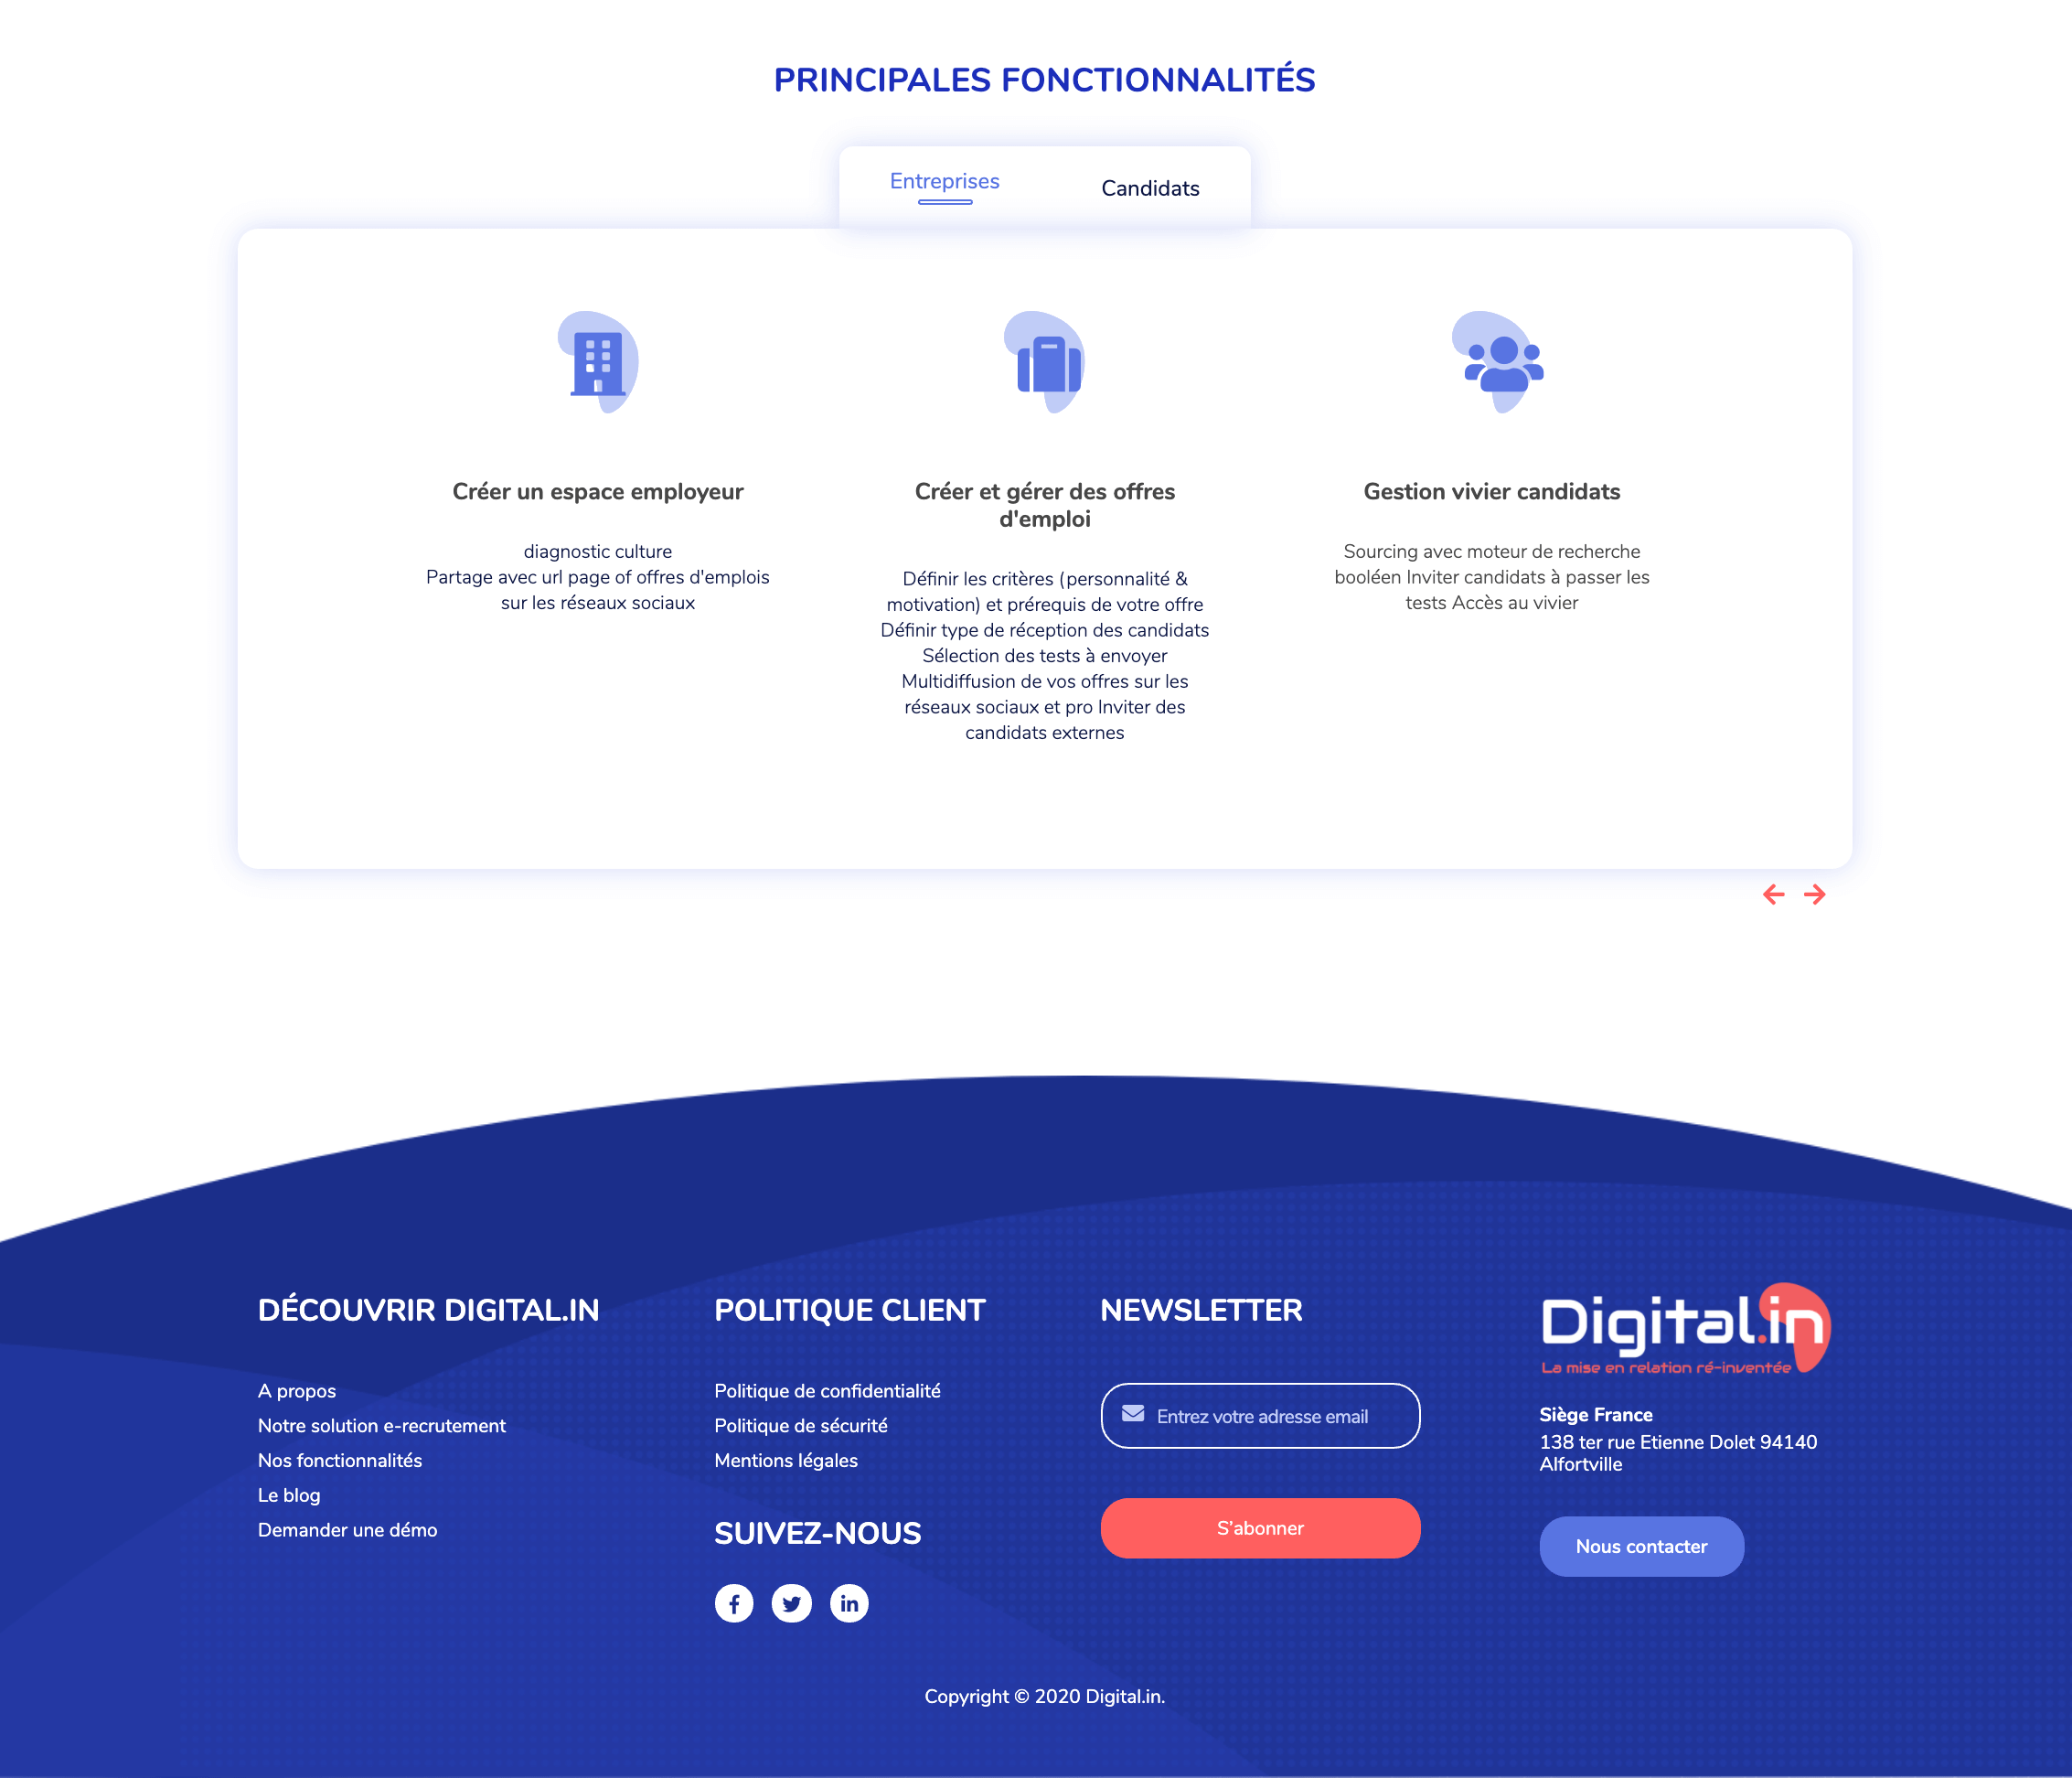 PRINCIPALES FONCTIONNALITÉS
Entreprises
Candidats
Créer un espace employeur
diagnostic culture
Partage avec url page of offres d'emplois
sur les réseaux sociaux
Créer et gérer des offres
d'emploi
Définir les critères (personnalité &
motivation) et prérequis de votre offre
Définir type de réception des candidats
Sélection des tests à envoyer
Multidiffusion de vos offres sur les
réseaux sociaux et pro Inviter des
candidats externes
Gestion vivier candidats
Sourcing avec moteur de recherche
booléen Inviter candidats à passer les
tests Accès au vivier
DÉCOUVRIR DIGITAL.IN
A propos
Notre solution e-recrutement
Nos fonctionnalités
Le blog
Demander une démo
POLITIQUE CLIENT
Politique de confidentialité
Politique de sécurité
Mentions légales
SUIVEZ-NOUS
NEWSLETTER
Entrez votre adresse email
S'abonner
Digital.in
La mise en relation ré-inventée
Siège France
138 ter rue Etienne Dolet 94140
Alfortville
Nous contacter
Copyright © 2020 Digital.in.